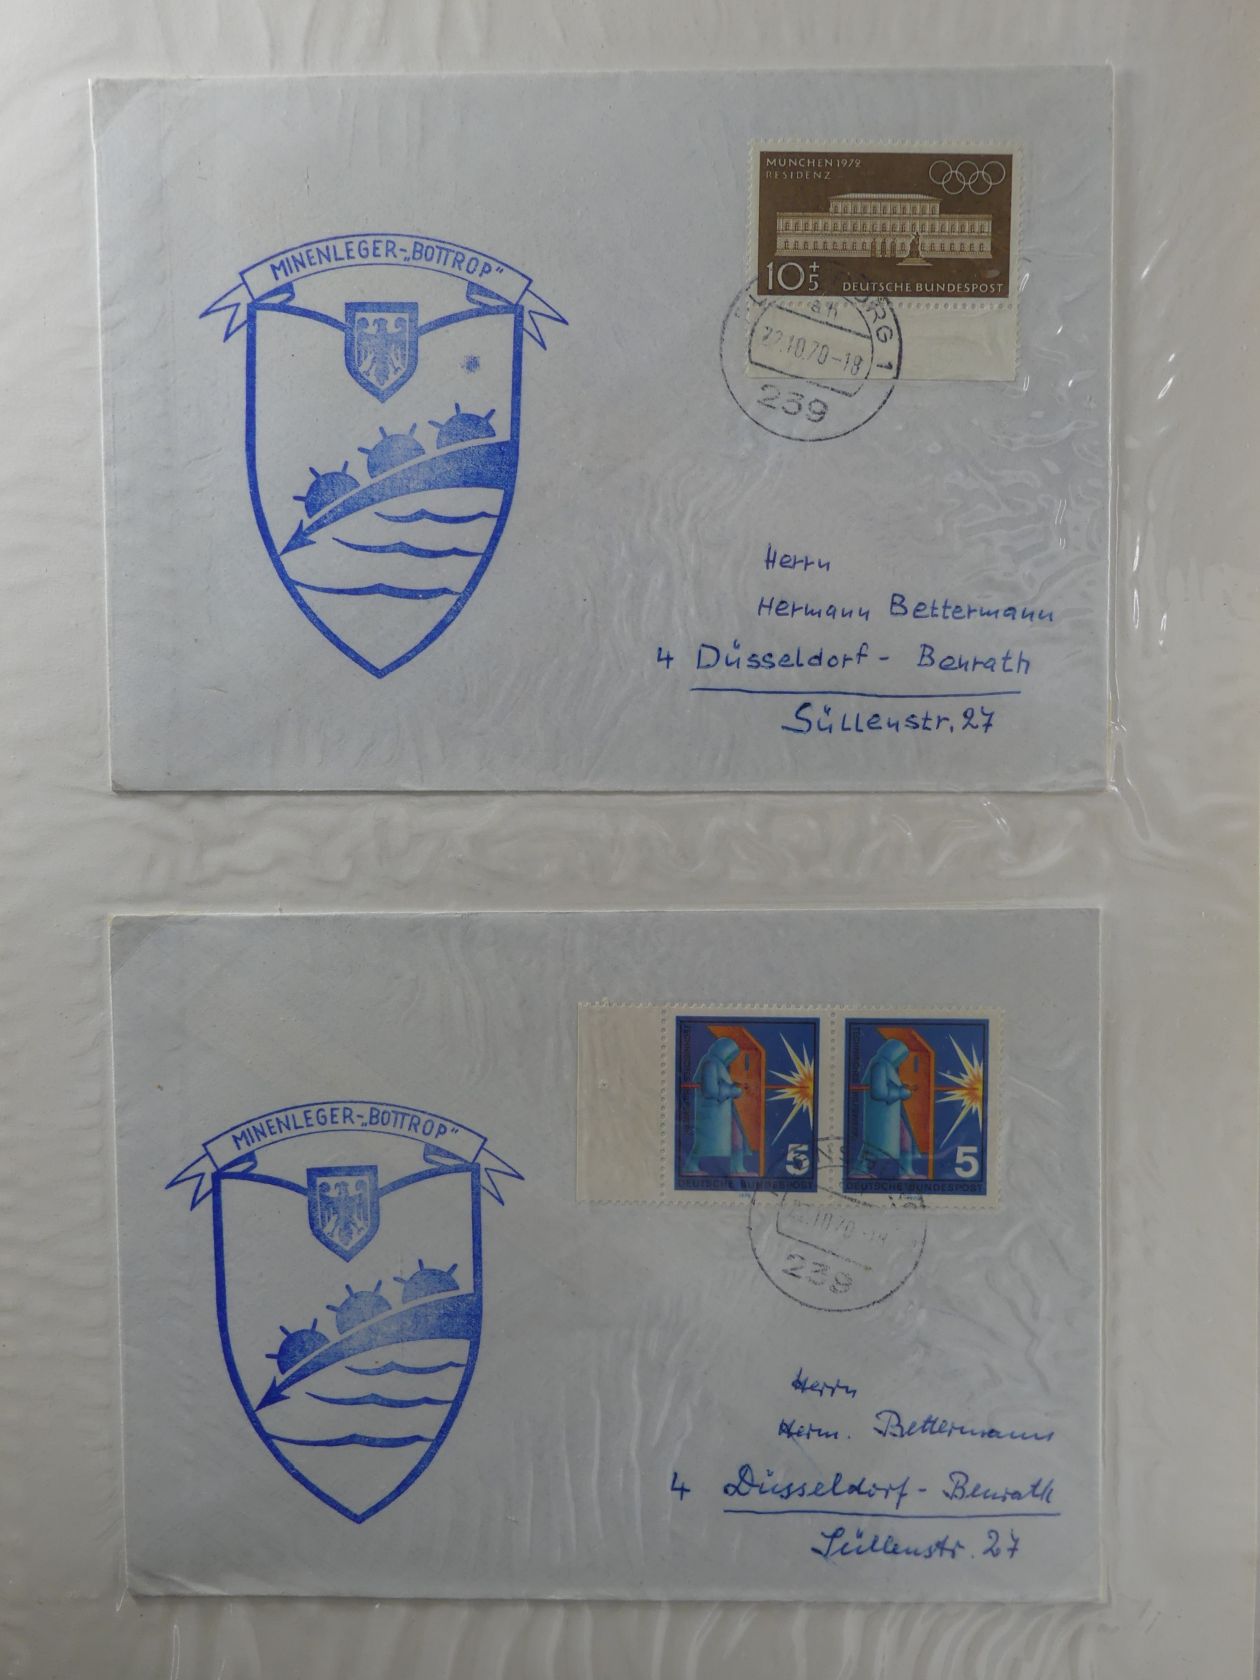 MINENLEGER-„BOTTROP"
MÜNCHEN 1972
RESIDENZ
10+5 DEUTSCHE BUNDESPOST
22.10.70-18
239
Herrn
Hermann Bettermann
4 Düsseldorf - Benrath
Süllenstr. 27
MINENLEGER-„BOTTROP"
5
DEUTSCHE BUNDESPOST
5
DEUTSCHE BUNDESPOST
239
Herrn
Herm. Bettermann
4 Düsseldorf - Benrath
Süllenstr. 27